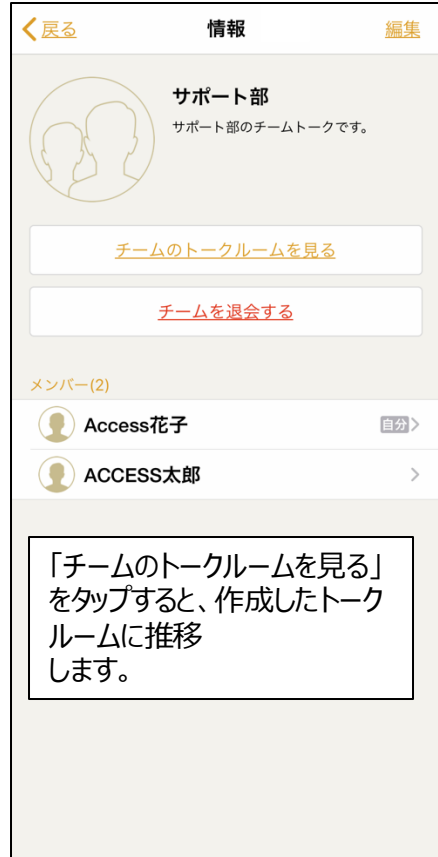 戻る 情報 編集
サポート部
サポート部のチームトークです。
チームのトークルームを見る
チームを退会する
メンバー(2)
Access花子 自分
ACCESS太郎
「チームのトークルームを見る」
をタップすると、作成したトーク
ルームに推移
します。